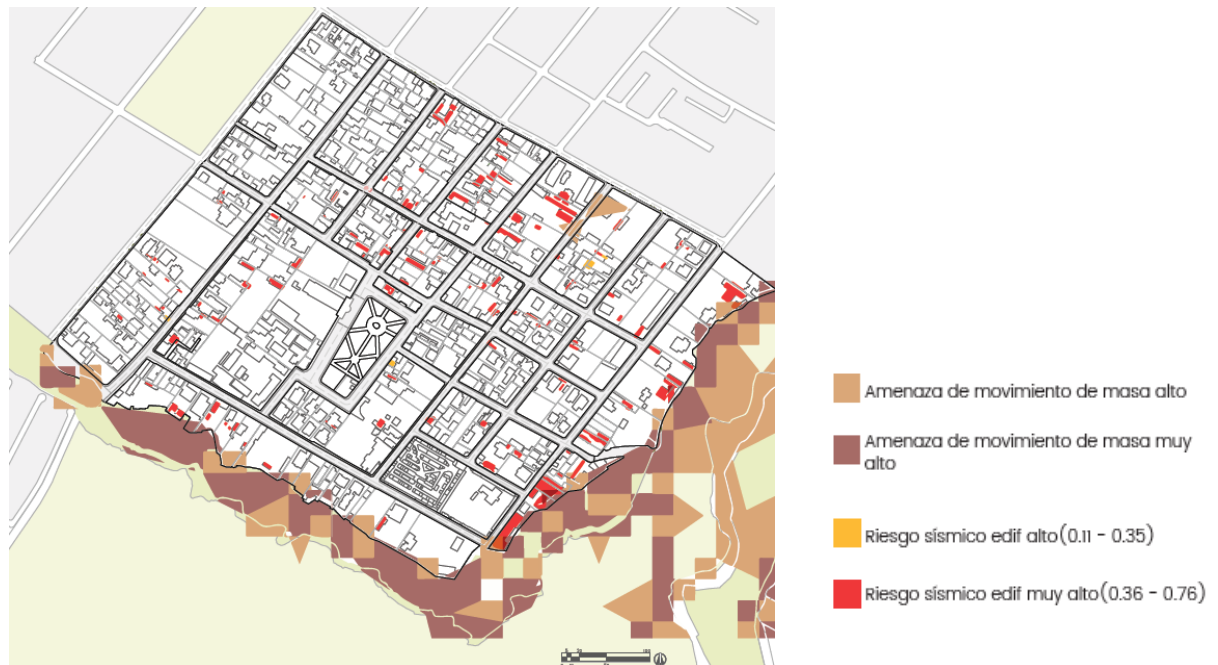 Amenaza de movimiento de masa alto
Amenaza de movimiento de masa muy
alto
Riesgo sísmico edif alto(0.11 - 0.35)
Riesgo sísmico edif muy alto(0.36 - 0.76)